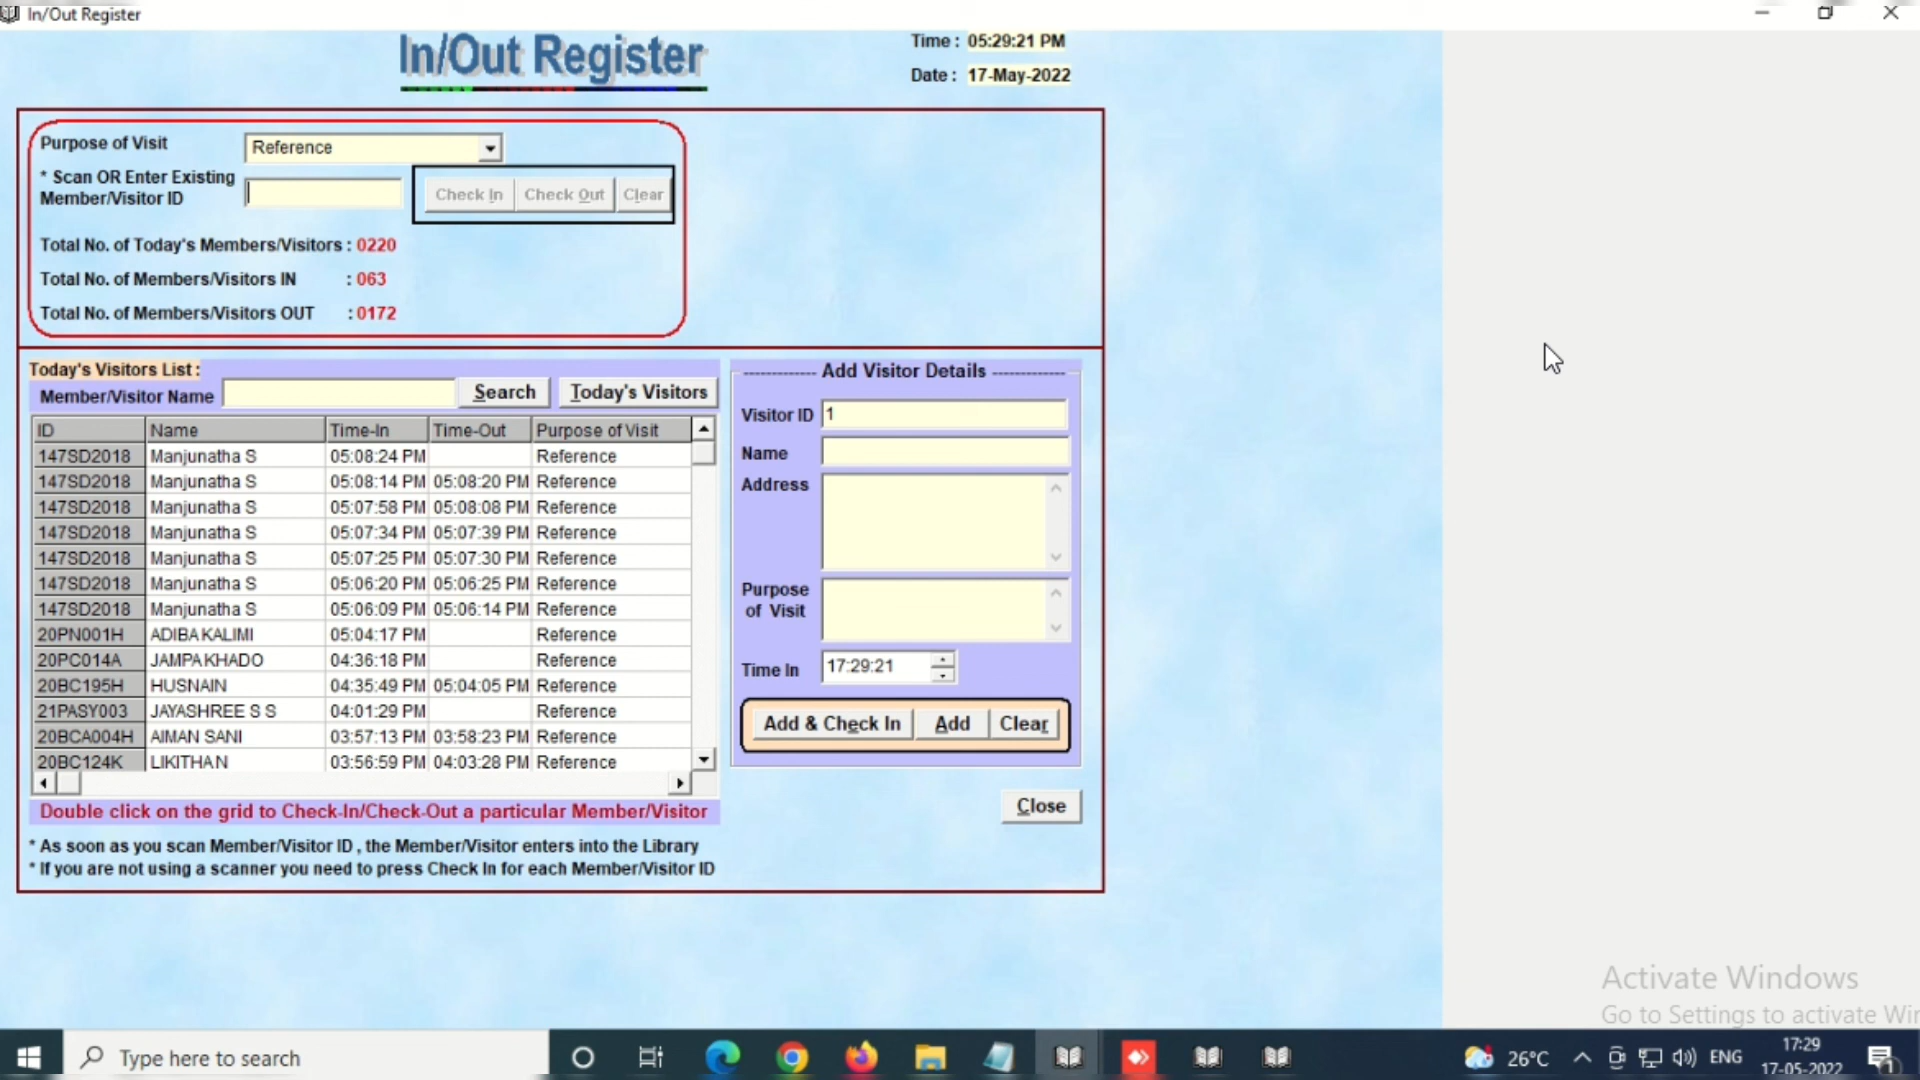 In/Out Register
In/Out Register
Time : 05:29:21 PM
Date : 17-May-2022
Purpose of Visit Reference
* Scan OR Enter Existing
Member/Visitor ID
Check In Check Out Clear
Total No. of Today's Members/Visitors : 0220
Total No. of Members/Visitors IN : 063
Total No. of Members/Visitors OUT : 0172
Today's Visitors List :
Member/Visitor Name Search Today's Visitors
ID Name Time-In Time-Out Purpose of Visit
147SD2018 Manjunatha S 05:08:24 PM Reference
147SD2018 Manjunatha S 05:08:14 PM 05:08:20 PM Reference
147SD2018 Manjunatha S 05:07:58 PM 05:08:08 PM Reference
147SD2018 Manjunatha S 05:07:34 PM 05:07:39 PM Reference
147SD2018 Manjunatha S 05:07:25 PM 05:07:30 PM Reference
147SD2018 Manjunatha S 05:06:20 PM 05:06:25 PM Reference
147SD2018 Manjunatha S 05:06:09 PM 05:06:14 PM Reference
20PN001H ADIBA KALIMI 05:04:17 PM Reference
20PC014A JAMPA KHADO 04:36:18 PM Reference
20BC195H HUSNAIN 04:35:49 PM 05:04:05 PM Reference
21PASY003 JAYASHREE S S 04:01:29 PM Reference
20BCA004H AIMAN SANI 03:57:13 PM 03:58:23 PM Reference
20BC124K LIKITHA N 03:56:59 PM 04:03:28 PM Reference
Double click on the grid to Check-In/Check-Out a particular Member/Visitor
* As soon as you scan Member/Visitor ID , the Member/Visitor enters into the Library
* If you are not using a scanner you need to press Check In for each Member/Visitor ID
------------ Add Visitor Details ------------
Visitor ID 1
Name
Address
Purpose
of Visit
Time In 17:29:21
Add & Check In Add Clear
Close
Activate Windows
Go to Settings to activate Wi
Type here to search
26°C ENG 17:29
17-05-2022
1